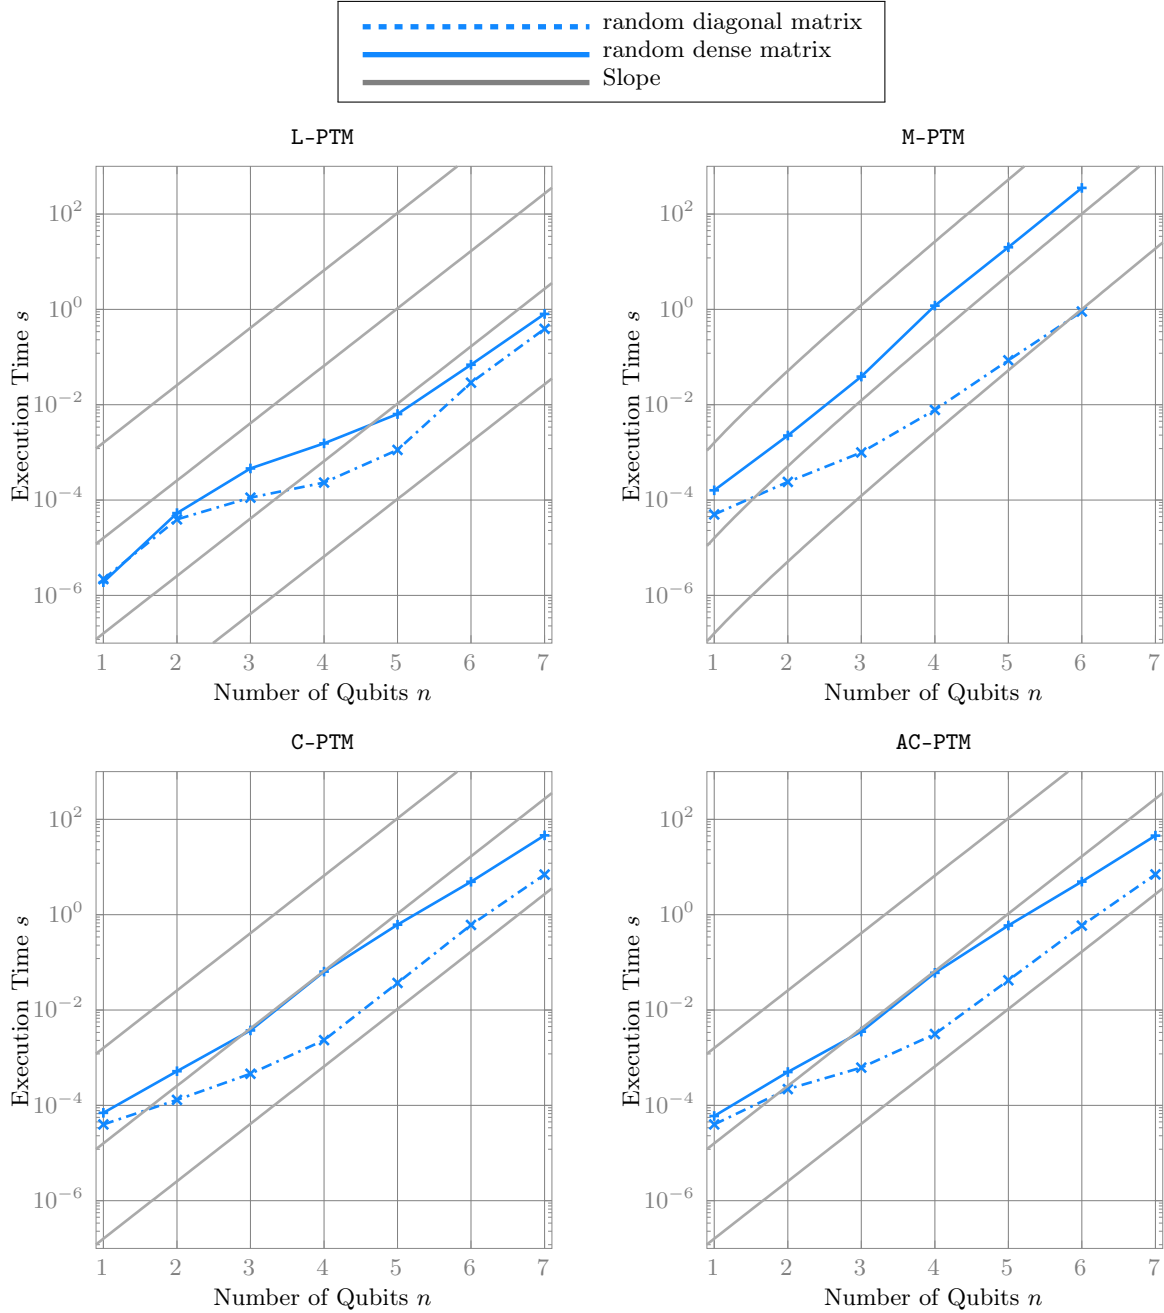 random diagonal matrix
random dense matrix
Slope
L-PTM
10^2
10^0
10^-2
10^-4
10^-6
Execution Time s
1 2 3 4 5 6 7
Number of Qubits n
M-PTM
10^2
10^0
10^-2
10^-4
10^-6
Execution Time s
1 2 3 4 5 6 7
Number of Qubits n
C-PTM
10^2
10^0
10^-2
10^-4
10^-6
Execution Time s
1 2 3 4 5 6 7
Number of Qubits n
AC-PTM
10^2
10^0
10^-2
10^-4
10^-6
Execution Time s
1 2 3 4 5 6 7
Number of Qubits n